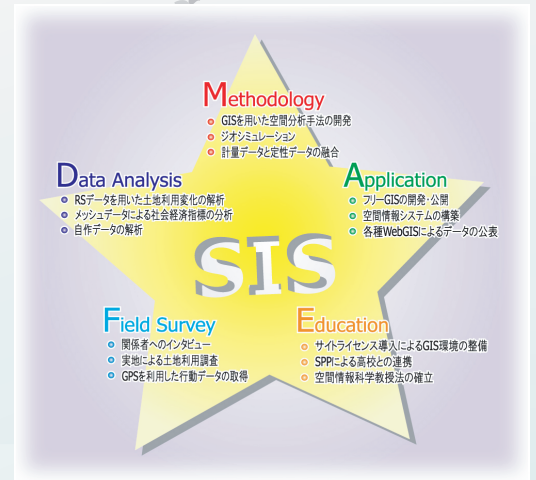 Methodology
GISを用いた空間分析手法の開発
ジオシミュレーション
計量データと定性データの融合
Data Analysis
RSデータを用いた土地利用変化の解析
メッシュデータによる社会経済指標の分析
自作データの解析
Application
フリーGISの開発・公開
空間情報システムの構築
各種WebGISによるデータの公表
SIS
Field Survey
関係者へのインタビュー
実地による土地利用調査
GPSを利用した行動データの取得
Education
サイトライセンス導入によるGIS環境の整備
SPPによる高校との連携
空間情報科学教授法の確立